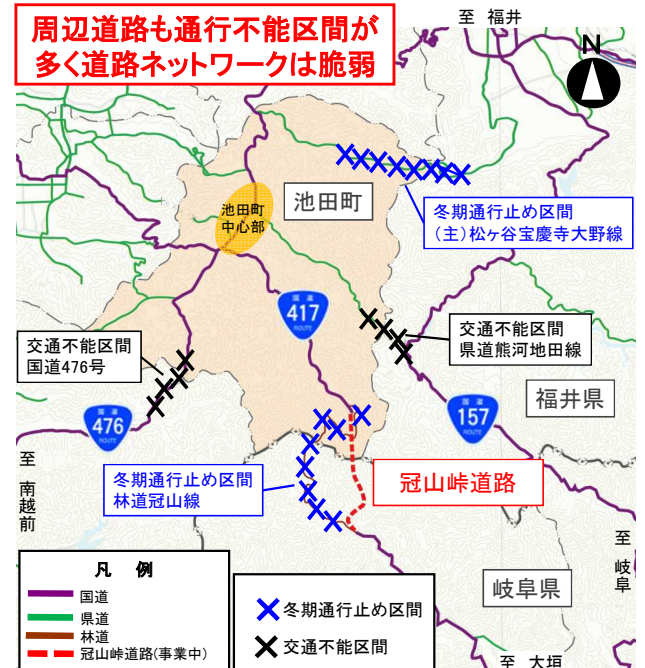 周辺道路も通行不能区間が
多く道路ネットワークは脆弱
至 福井
N
池田町
池田町
中心部
冬期通行止め区間
(主)松ヶ谷宝慶寺大野線
国道
417
ROUTE
交通不能区間
国道476号
交通不能区間
県道熊河池田線
福井県
国道
476
ROUTE
国道
157
ROUTE
至 南越前
冬期通行止め区間
林道冠山線
冠山峠道路
至 岐阜
岐阜県
凡 例
国道
県道
林道
冠山峠道路(事業中)
冬期通行止め区間
交通不能区間
至 大垣